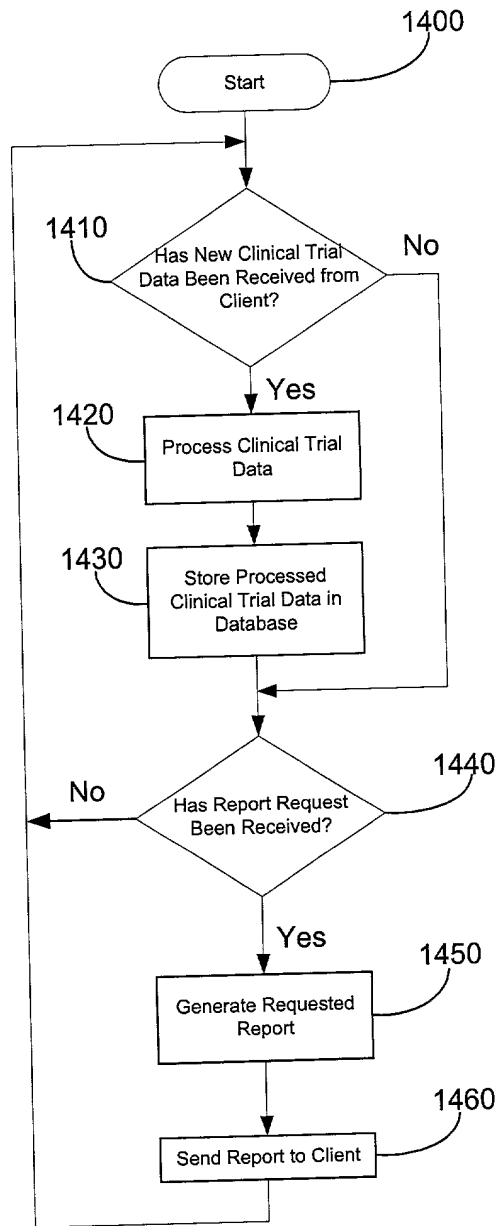 1400
Start
1410
Has New Clinical Trial
Data Been Received from
Client?
No
Yes
1420
Process Clinical Trial
Data
1430
Store Processed
Clinical Trial Data in
Database
1440
No
Has Report Request
Been Received?
Yes
1450
Generate Requested
Report
1460
Send Report to Client